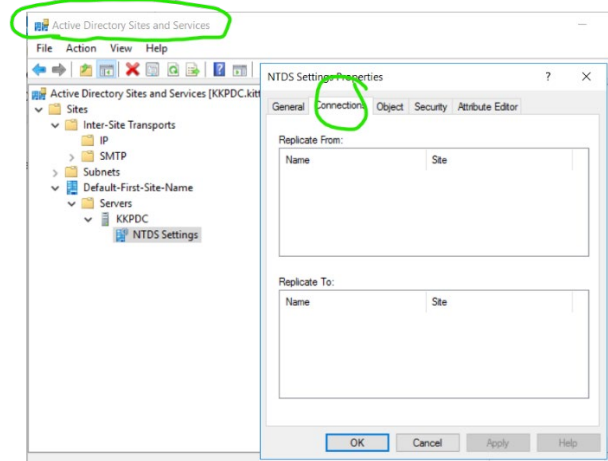 Active Directory Sites and Services
File Action View Help
Active Directory Sites and Services [KKPDC.kitt
Sites
Inter-Site Transports
IP
SMTP
Subnets
Default-First-Site-Name
Servers
KKPDC
NTDS Settings
NTDS Settings Properties ? ×
General Connections Object Security Attribute Editor
Replicate From:
Name Site
Replicate To:
Name Site
OK Cancel Apply Help